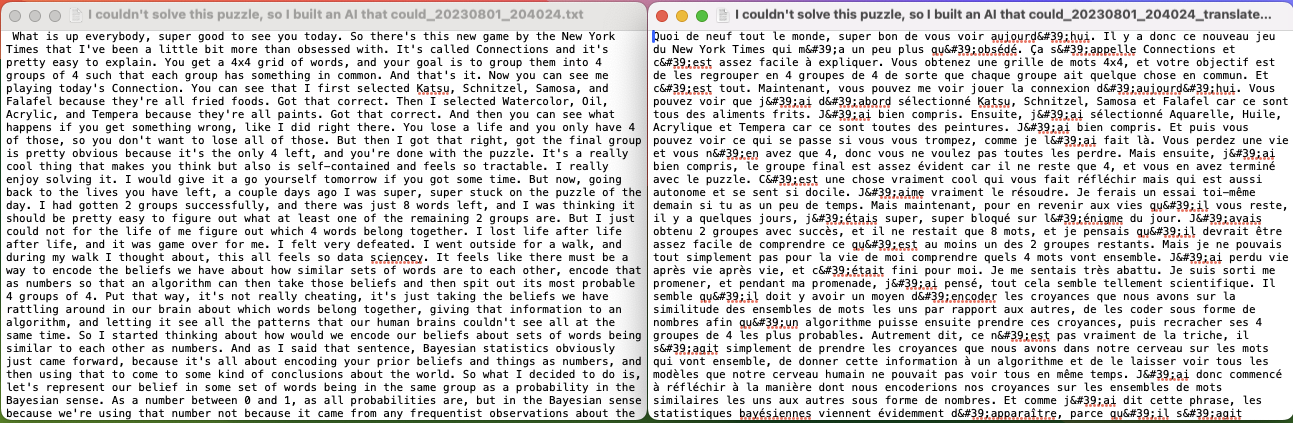 I couldn't solve this puzzle, so I built an AI that could_20230801_204024.txt
What is up everybody, super good to see you today. So there's this new game by the New York
Times that I've been a little bit more than obsessed with. It's called Connections and it's
pretty easy to explain. You get a 4x4 grid of words, and your goal is to group them into 4
groups of 4 such that each group has something in common. And that's it. Now you can see me
playing today's Connection. You can see that I first selected Katsu, Schnitzel, Samosa, and
Falafel because they're all fried foods. Got that correct. Then I selected Watercolor, Oil,
Acrylic, and Tempera because they're all paints. Got that correct. And then you can see what
happens if you get something wrong, like I did right there. You lose a life and you only have 4
of those, so you don't want to lose all of those. But then I got that right, got the final group
is pretty obvious because it's the only 4 left, and you're done with the puzzle. It's a really
cool thing that makes you think but also is self-contained and feels so tractable. I really
enjoy solving it. I would give it a go yourself tomorrow if you got some time. But now, going
back to the lives you have left, a couple days ago I was super, super stuck on the puzzle of the
day. I had gotten 2 groups successfully, and there was just 8 words left, and I was thinking it
should be pretty easy to figure out what at least one of the remaining 2 groups are. But I just
could not for the life of me figure out which 4 words belong together. I lost life after life
after life, and it was game over for me. I felt very defeated. I went outside for a walk, and
during my walk I thought about, this all feels so data sciencey. It feels like there must be a
way to encode the beliefs we have about how similar sets of words are to each other, encode that
as numbers so that an algorithm can then take those beliefs and then spit out its most probable
4 groups of 4. Put that way, it's not really cheating, it's just taking the beliefs we have
rattling around in our brain about which words belong together, giving that information to an
algorithm, and letting it see all the patterns that our human brains couldn't see all at the
same time. So I started thinking about how would we encode our beliefs about sets of words being
similar to each other as numbers. And as I said that sentence, Bayesian statistics obviously
just came forward, because it's all about encoding your prior beliefs and things as numbers, and
then using that to come to some kind of conclusions about the world. So what I decided to do is,
let's represent our belief in some set of words being in the same group as a probability in the
Bayesian sense. As a number between 0 and 1, as all probabilities are, but in the Bayesian sense
because we're using that number not because it came from any frequentist observations about the
I couldn't solve this puzzle, so I built an AI that could_20230801_204024_translate...
Quoi de neuf tout le monde, super bon de vous voir aujourd&#39;hui. Il y a donc ce nouveau jeu
du New York Times qui m&#39;a un peu plus qu&#39;obsédé. Ça s&#39;appelle Connections et
c&#39;est assez facile à expliquer. Vous obtenez une grille de mots 4x4, et votre objectif est
de les regrouper en 4 groupes de 4 de sorte que chaque groupe ait quelque chose en commun. Et
c&#39;est tout. Maintenant, vous pouvez me voir jouer la connexion d&#39;aujourd&#39;hui. Vous
pouvez voir que j&#39;ai d&#39;abord sélectionné Katsu, Schnitzel, Samosa et Falafel car ce sont
tous des aliments frits. J&#39;ai bien compris. Ensuite, j&#39;ai sélectionné Aquarelle, Huile,
Acrylique et Tempera car ce sont toutes des peintures. J&#39;ai bien compris. Et puis vous
pouvez voir ce qui se passe si vous vous trompez, comme je l&#39;ai fait là. Vous perdez une vie
et vous n&#39;en avez que 4, donc vous ne voulez pas toutes les perdre. Mais ensuite, j&#39;ai
bien compris, le groupe final est assez évident car il ne reste que 4, et vous en avez terminé
avec le puzzle. C&#39;est une chose vraiment cool qui vous fait réfléchir mais qui est aussi
autonome et se sent si docile. J&#39;aime vraiment le résoudre. Je ferais un essai toi-même
demain si tu as un peu de temps. Mais maintenant, pour en revenir aux vies qu&#39;il vous reste,
il y a quelques jours, j&#39;étais super, super bloqué sur l&#39;énigme du jour. J&#39;avais
obtenu 2 groupes avec succès, et il ne restait que 8 mots, et je pensais qu&#39;il devrait être
assez facile de comprendre ce qu&#39;est au moins un des 2 groupes restants. Mais je ne pouvais
tout simplement pas pour la vie de moi comprendre quels 4 mots vont ensemble. J&#39;ai perdu vie
après vie après vie, et c&#39;était fini pour moi. Je me sentais très abattu. Je suis sorti me
promener, et pendant ma promenade, j&#39;ai pensé, tout cela semble tellement scientifique. Il
semble qu&#39;il doit y avoir un moyen d&#39;encoder les croyances que nous avons sur la
similitude des ensembles de mots les uns par rapport aux autres, de les coder sous forme de
nombres afin qu&#39;un algorithme puisse ensuite prendre ces croyances, puis recracher ses 4
groupes de 4 les plus probables. Autrement dit, ce n&#39;est pas vraiment de la triche, il
s&#39;agit simplement de prendre les croyances que nous avons dans notre cerveau sur les mots
qui vont ensemble, de donner cette information à un algorithme et de le laisser voir tous les
modèles que notre cerveau humain ne pouvait pas voir tous en même temps. J&#39;ai donc commencé
à réfléchir à la manière dont nous encoderions nos croyances sur les ensembles de mots
similaires les uns aux autres sous forme de nombres. Et comme j&#39;ai dit cette phrase, les
statistiques bayésiennes viennent évidemment d&#39;apparaître, parce qu&#39;il s&#39;agit